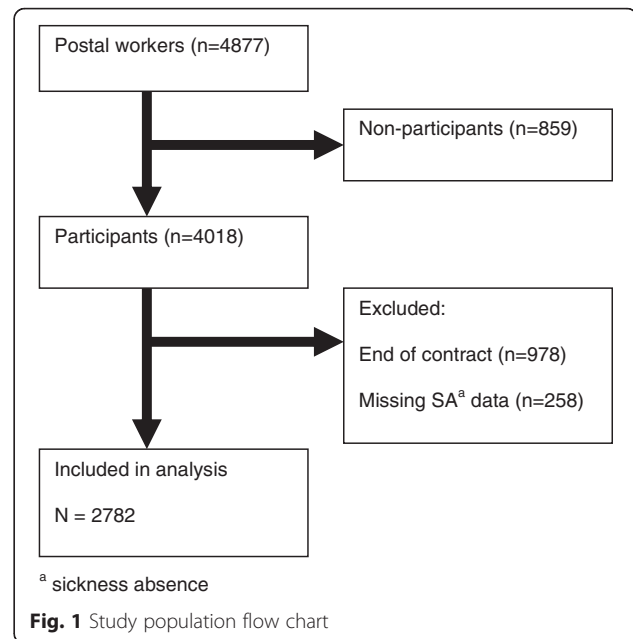 Postal workers (n=4877)
Non-participants (n=859)
Participants (n=4018)
Excluded:
End of contract (n=978)
Missing SAa data (n=258)
Included in analysis
N = 2782
a sickness absence
Fig. 1 Study population flow chart